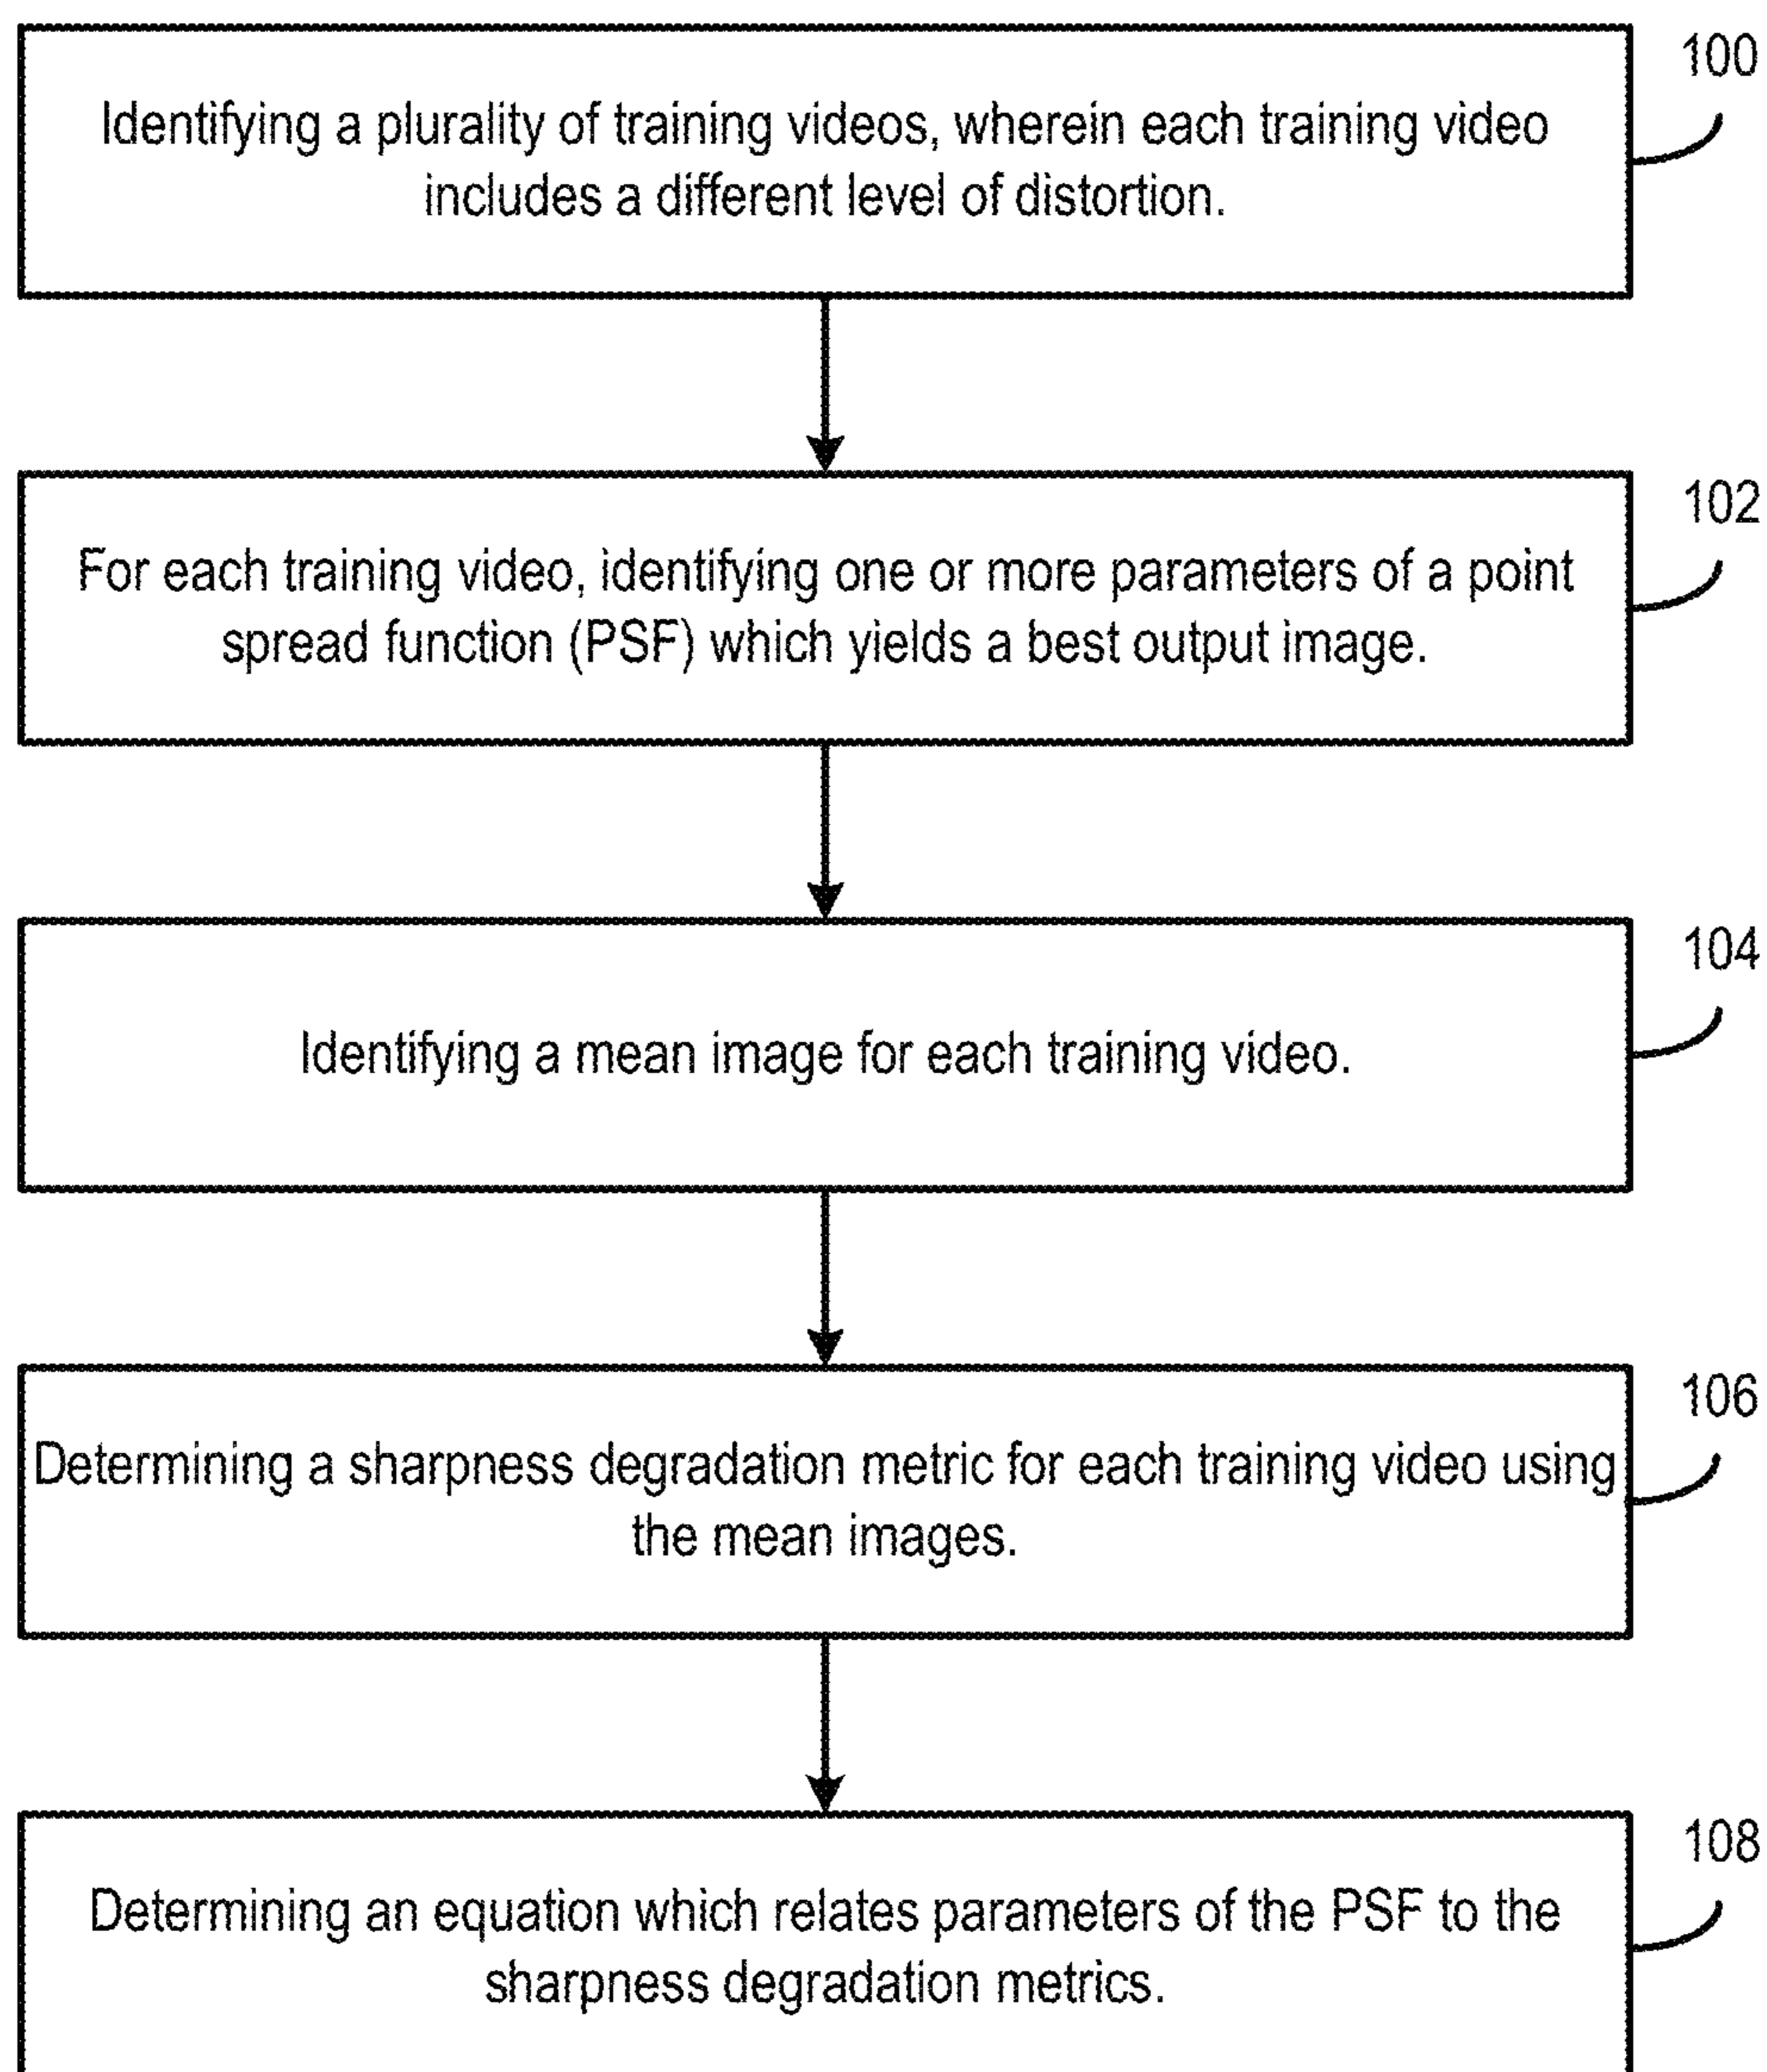 100
Identifying a plurality of training videos, wherein each training video
includes a different level of distortion.
102
For each training video, identifying one or more parameters of a point
spread function (PSF) which yields a best output image.
104
Identifying a mean image for each training video.
106
Determining a sharpness degradation metric for each training video using
the mean images.
108
Determining an equation which relates parameters of the PSF to the
sharpness degradation metrics.